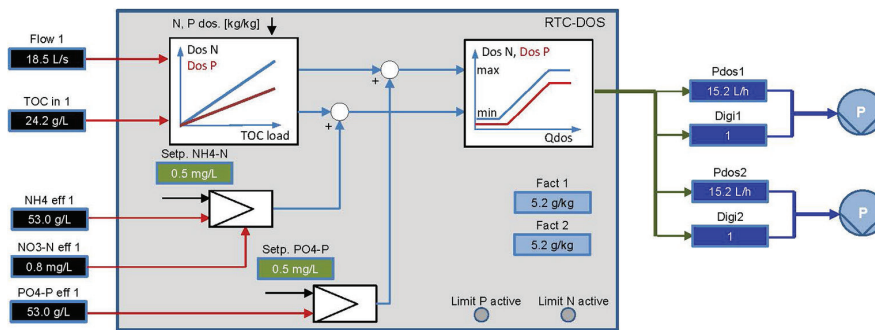 N, P dos. [kg/kg]
RTC-DOS
Flow 1
18.5 L/s
Dos N
Dos P
TOC load
+
+
Dos N, Dos P
max
min
Qdos
Pdos1
15.2 L/h
P
TOC in 1
24.2 g/L
Digi1
1
Setp. NH4-N
0.5 mg/L
Pdos2
15.2 L/h
P
Fact 1
5.2 g/kg
NH4 eff 1
53.0 g/L
Digi2
1
Fact 2
5.2 g/kg
NO3-N eff 1
0.8 mg/L
Setp. PO4-P
0.5 mg/L
PO4-P eff 1
53.0 g/L
Limit P active
Limit N active